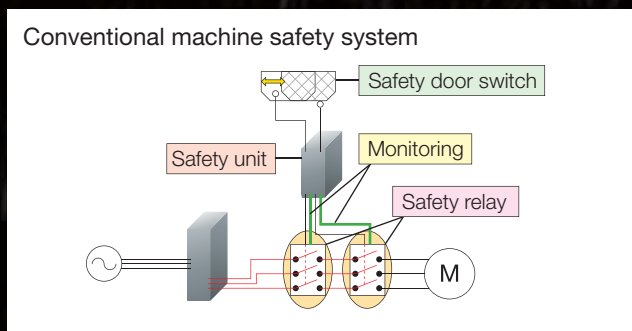 Conventional machine safety system
Safety door switch
Monitoring
Safety unit
Safety relay
M